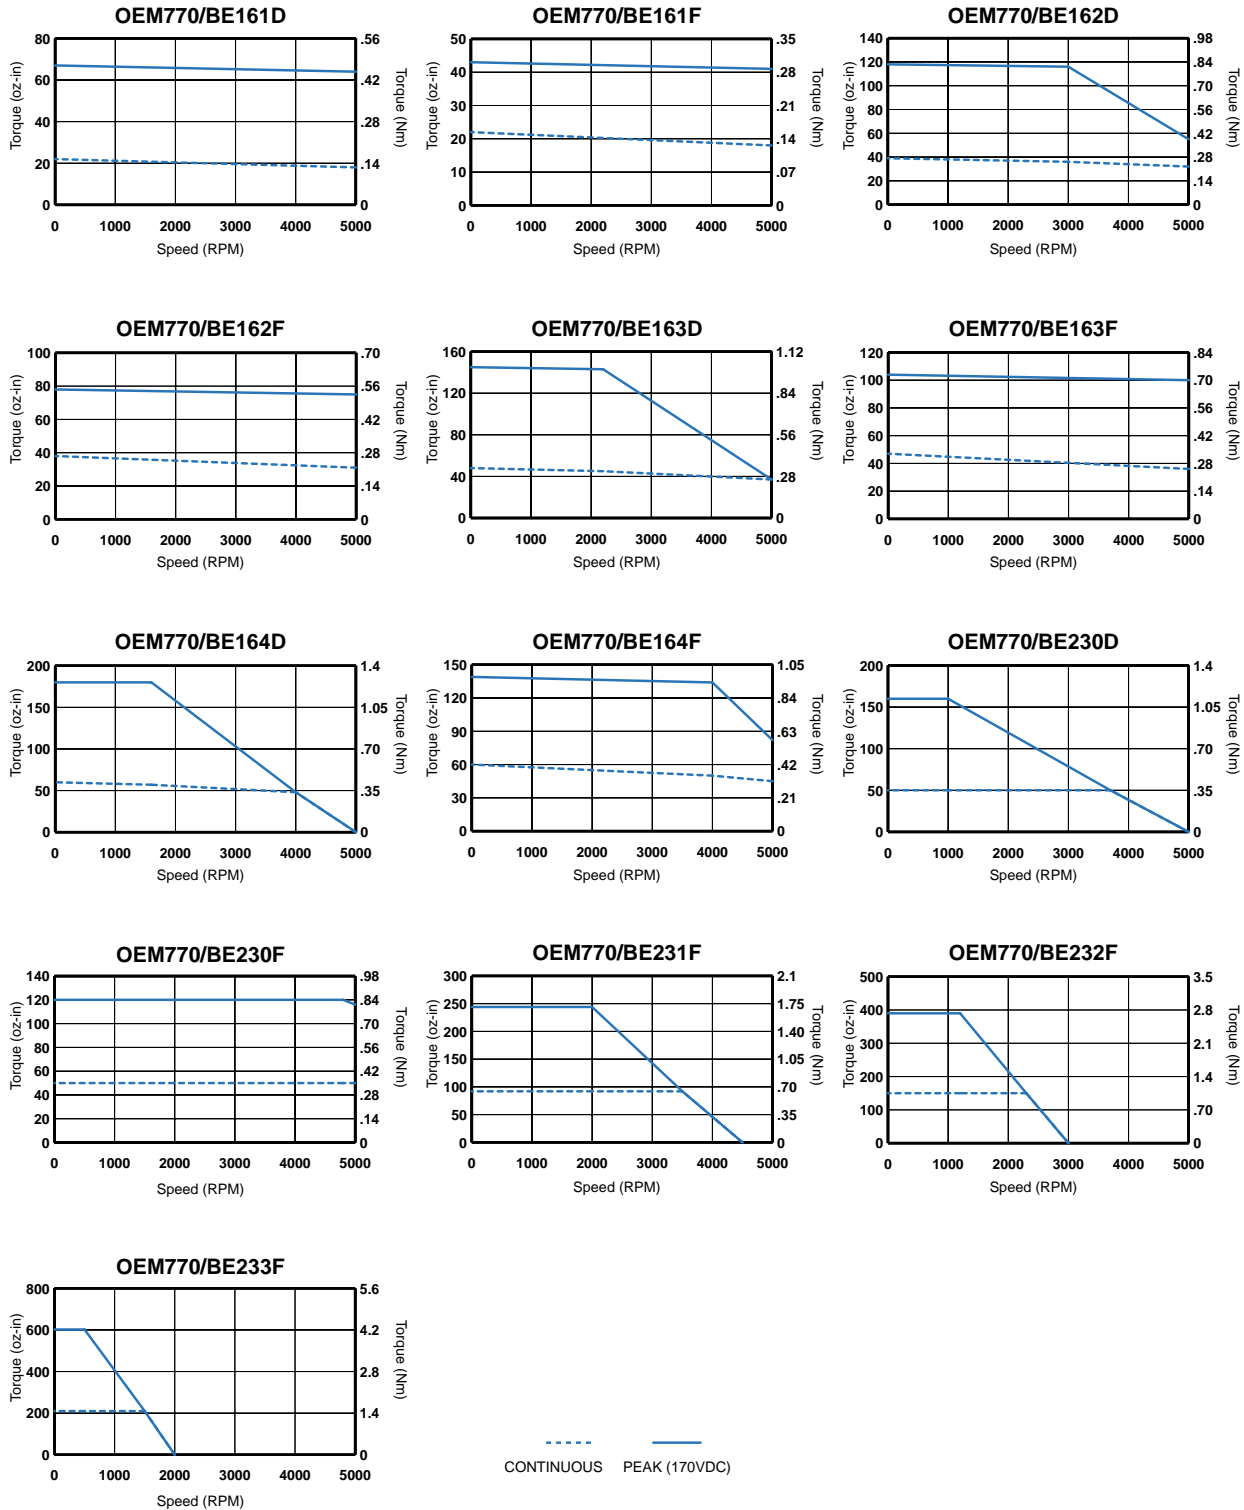 OEM770/BE161D
80
60
40
20
0
.56
.42
.28
.14
0
Torque (oz-in)
Torque (Nm)
0 1000 2000 3000 4000 5000
Speed (RPM)
OEM770/BE161F
50
40
30
20
10
0
.35
.28
.21
.14
.07
0
Torque (oz-in)
Torque (Nm)
0 1000 2000 3000 4000 5000
Speed (RPM)
OEM770/BE162D
140
120
100
80
60
40
20
0
.98
.84
.70
.56
.42
.28
.14
0
Torque (oz-in)
Torque (Nm)
0 1000 2000 3000 4000 5000
Speed (RPM)
OEM770/BE162F
100
80
60
40
20
0
.70
.56
.42
.28
.14
0
Torque (oz-in)
Torque (Nm)
0 1000 2000 3000 4000 5000
Speed (RPM)
OEM770/BE163D
160
120
80
40
0
1.12
.84
.56
.28
0
Torque (oz-in)
Torque (Nm)
0 1000 2000 3000 4000 5000
Speed (RPM)
OEM770/BE163F
120
100
80
60
40
20
0
.84
.70
.56
.42
.28
.14
0
Torque (oz-in)
Torque (Nm)
0 1000 2000 3000 4000 5000
Speed (RPM)
OEM770/BE164D
200
150
100
50
0
1.4
1.05
.70
.35
0
Torque (oz-in)
Torque (Nm)
0 1000 2000 3000 4000 5000
Speed (RPM)
OEM770/BE164F
150
120
90
60
30
0
1.05
.84
.63
.42
.21
0
Torque (oz-in)
Torque (Nm)
0 1000 2000 3000 4000 5000
Speed (RPM)
OEM770/BE230D
200
150
100
50
0
1.4
1.05
.70
.35
0
Torque (oz-in)
Torque (Nm)
0 1000 2000 3000 4000 5000
Speed (RPM)
OEM770/BE230F
140
120
100
80
60
40
20
0
.98
.84
.70
.56
.42
.28
.14
0
Torque (oz-in)
Torque (Nm)
0 1000 2000 3000 4000 5000
Speed (RPM)
OEM770/BE231F
300
250
200
150
100
50
0
2.1
1.75
1.40
1.05
.70
.35
0
Torque (oz-in)
Torque (Nm)
0 1000 2000 3000 4000 5000
Speed (RPM)
OEM770/BE232F
500
400
300
200
100
0
3.5
2.8
2.1
1.4
.70
0
Torque (oz-in)
Torque (Nm)
0 1000 2000 3000 4000 5000
Speed (RPM)
OEM770/BE233F
800
600
400
200
0
5.6
4.2
2.8
1.4
0
Torque (oz-in)
Torque (Nm)
0 1000 2000 3000 4000 5000
Speed (RPM)
CONTINUOUS PEAK (170VDC)